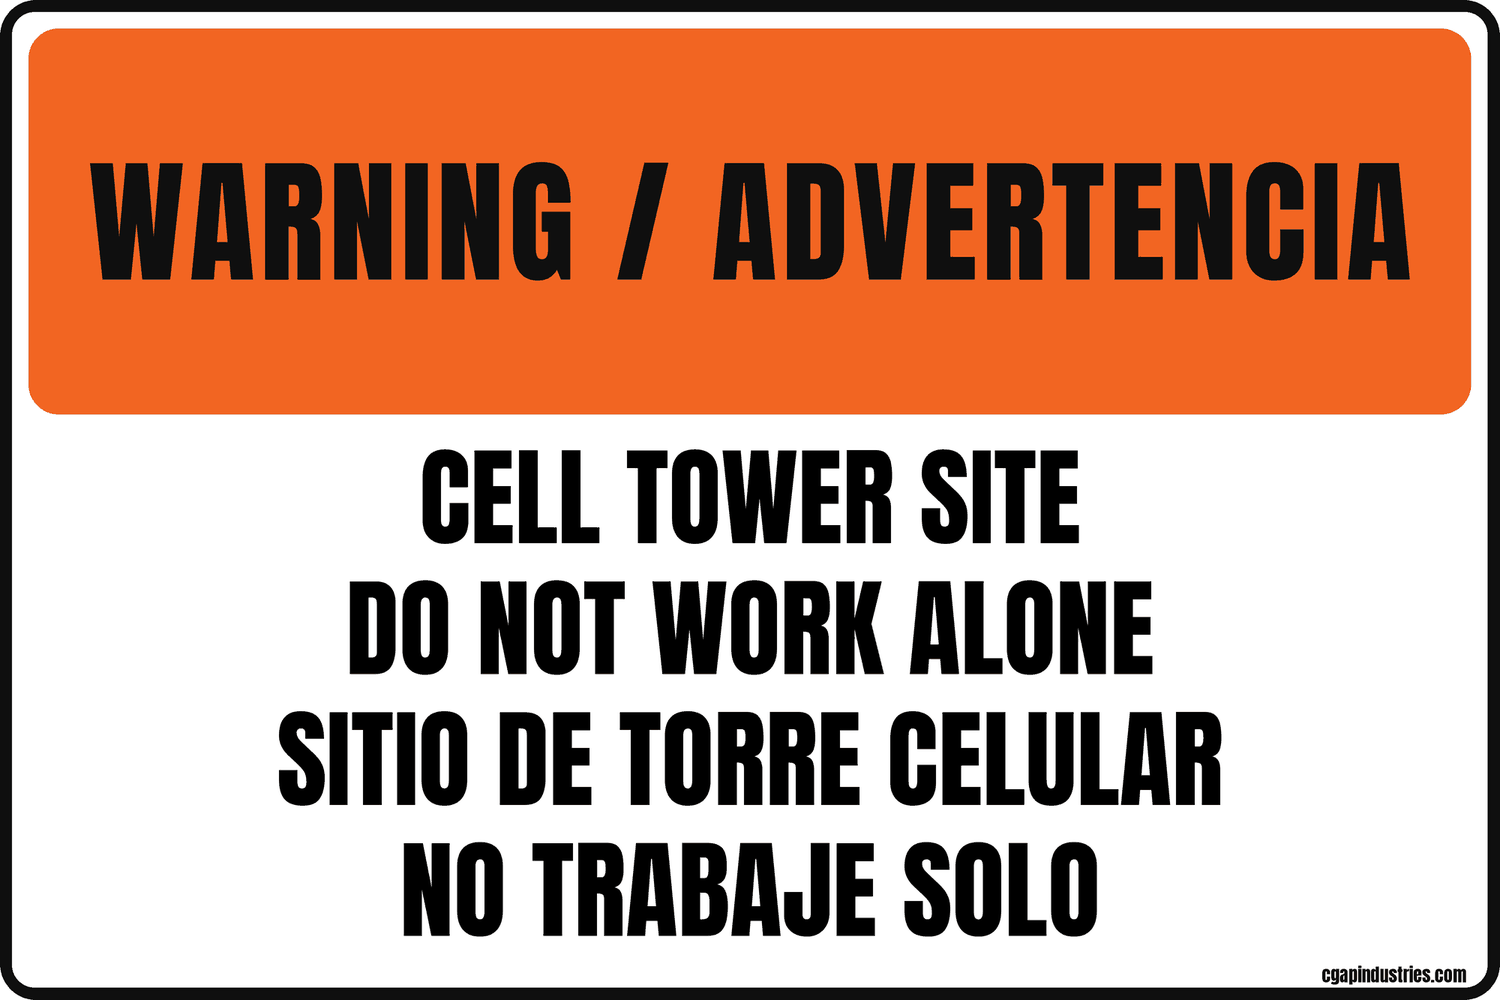 WARNING / ADVERTENCIA
CELL TOWER SITE
DO NOT WORK ALONE
SITIO DE TORRE CELULAR
NO TRABAJE SOLO
cgapindustries.com